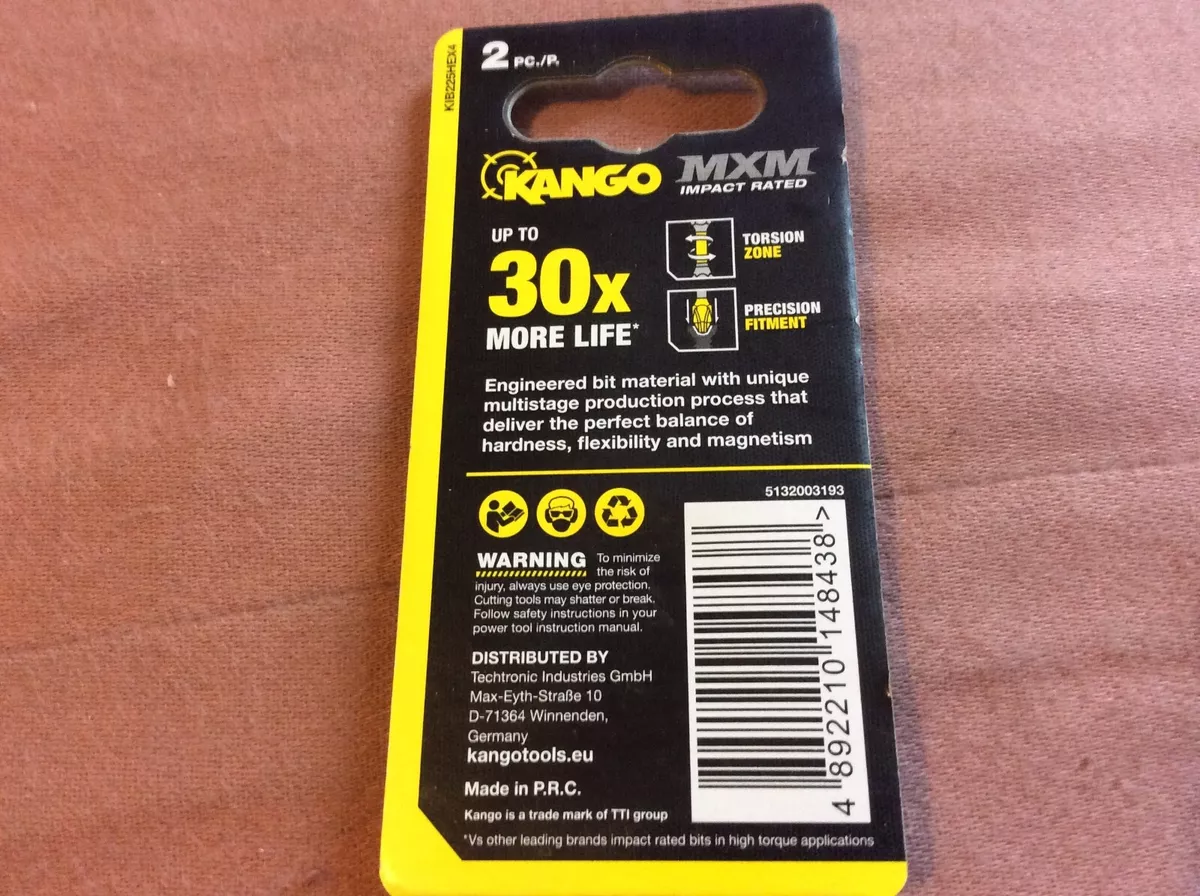 KIB225HEX4
2 PC./P.
KANGO MXM
IMPACT RATED
UP TO
30x
MORE LIFE*
TORSION
ZONE
PRECISION
FITMENT
Engineered bit material with unique
multistage production process that
deliver the perfect balance of
hardness, flexibility and magnetism
5132003193
WARNING To minimize
the risk of
injury, always use eye protection.
Cutting tools may shatter or break.
Follow safety instructions in your
power tool instruction manual.
DISTRIBUTED BY
Techtronic Industries GmbH
Max-Eyth-Straße 10
D-71364 Winnenden,
Germany
kangotools.eu
Made in P.R.C.
Kango is a trade mark of TTI group
*Vs other leading brands impact rated bits in high torque applications
4 892210 148438 >